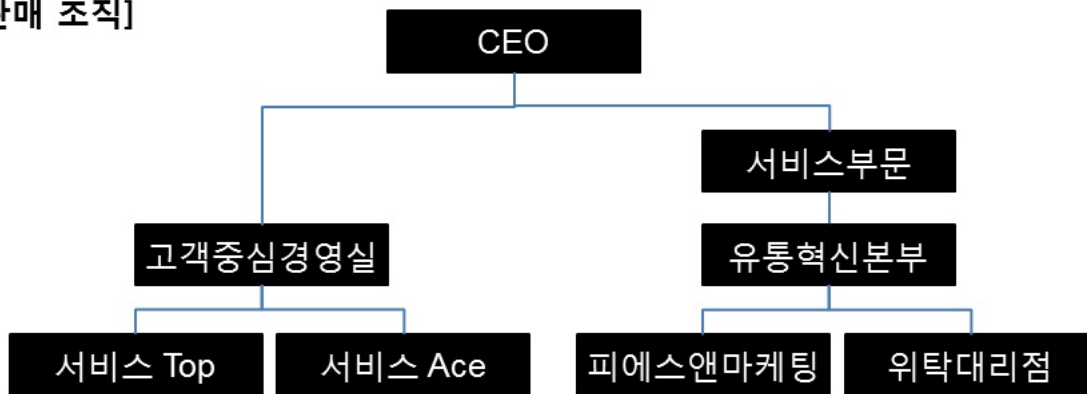 조직]
CEO
서비스부문
고객중심경영실
유통혁신본부
서비스 Top
서비스 Ace
피에스앤마케팅
위탁대리점